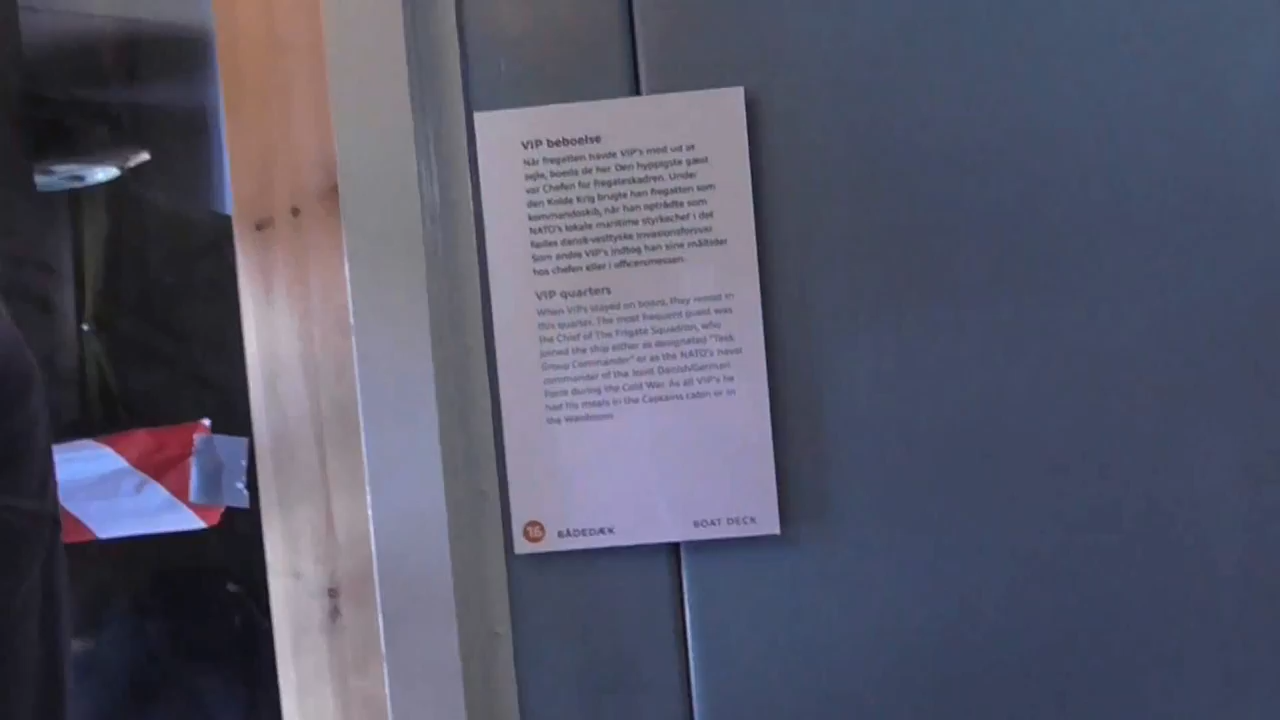 VIP beboelse
Når fregatten havde VIP's med ud at
sejle, boede de her. Den hyppigste gæst
var Chefen for fregateskadren. Under
den Kolde Krig brugte han fregatten som
kommandoskib, når han optrådte som
NATO's lokale maritime styrkechef i det
fælles dansk-vesttyske invasionsforsvar.
Som andre VIP's indtog han sine måltider
hos chefen eller i officersmessen.
VIP quarters
When VIPs stayed on board, they resided in
this quarter. The most frequent guest was
the Chief of The Frigate Squadron, who
joined the ship either as designated "Task
Group Commander" or as the NATO's naval
commander of the joint Danish/German
Force during the Cold War. As all VIP's he
had his meals in the Captains cabin or in
the Wardroom
16 BÅDEDÆK
BOAT DECK